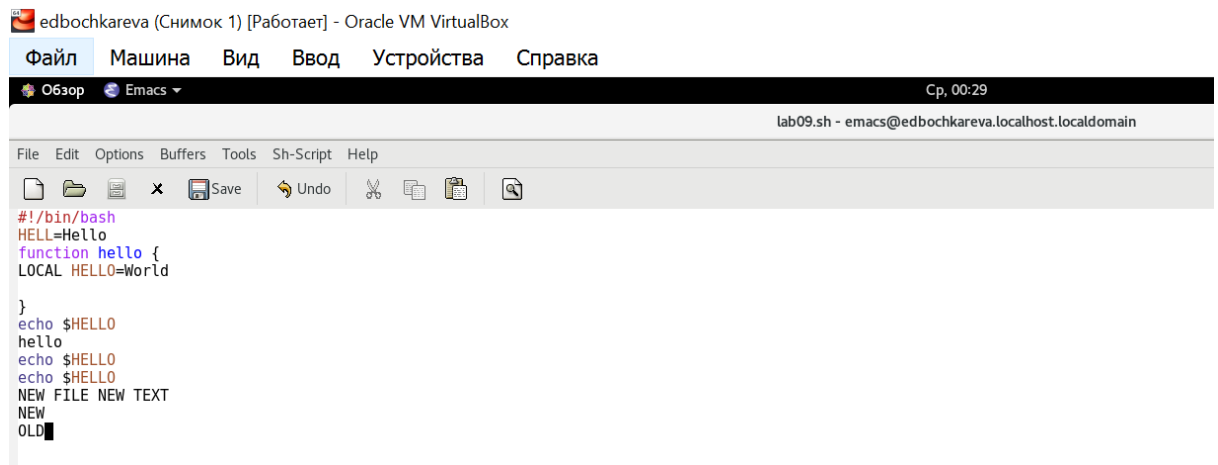 edbochkareva (Снимок 1) [Работает] - Oracle VM VirtualBox
Файл Машина Вид Ввод Устройства Справка
Обзор Emacs Ср, 00:29
lab09.sh - emacs@edbochkareva.localhost.localdomain
File Edit Options Buffers Tools Sh-Script Help
Save Undo
#!/bin/bash
HELL=Hello
function hello {
LOCAL HELLO=World
}
echo $HELLO
hello
echo $HELLO
echo $HELLO
NEW FILE NEW TEXT
NEW
OLD